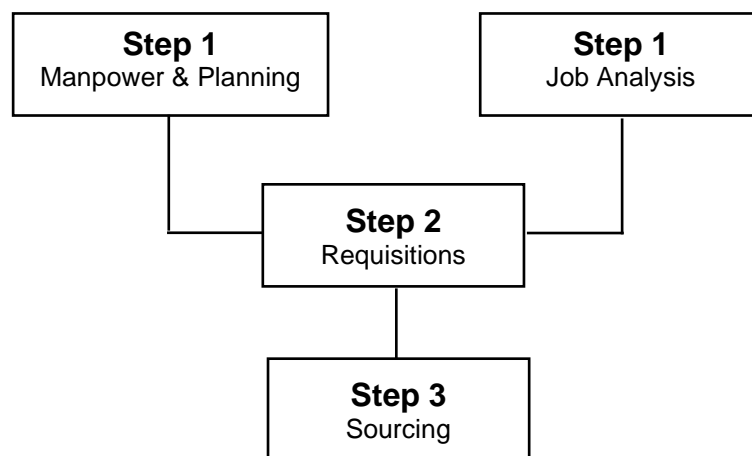 Step 1
Manpower & Planning
Step 1
Job Analysis
Step 2
Requisitions
Step 3
Sourcing